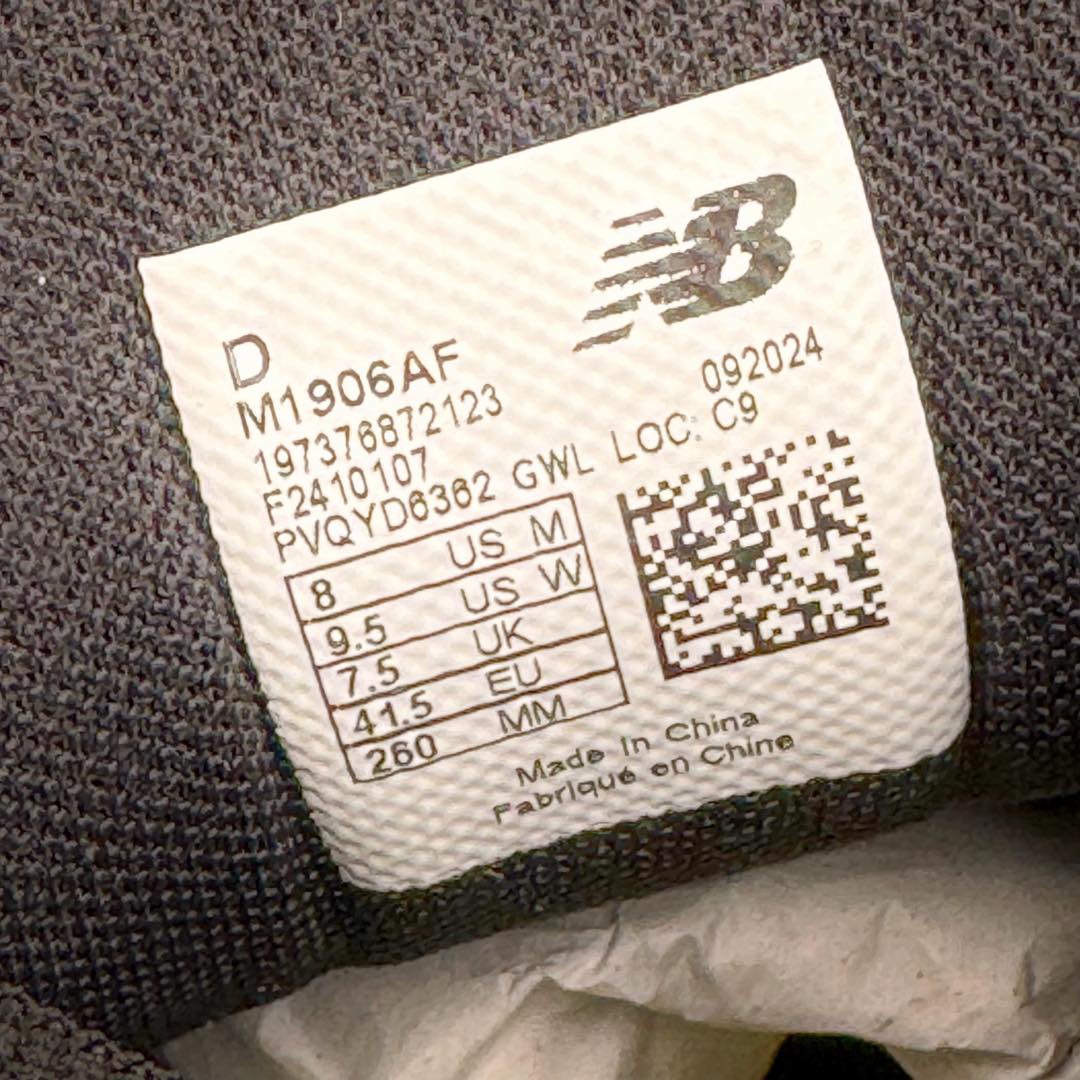 NB
D
M1906AF
092024
197376872123
F2410107
PVQYD6362 GWL LOC: C9
8 US M
9.5 US W
7.5 UK
41.5 EU
260 MM
Made In China
Fabriqué en Chine